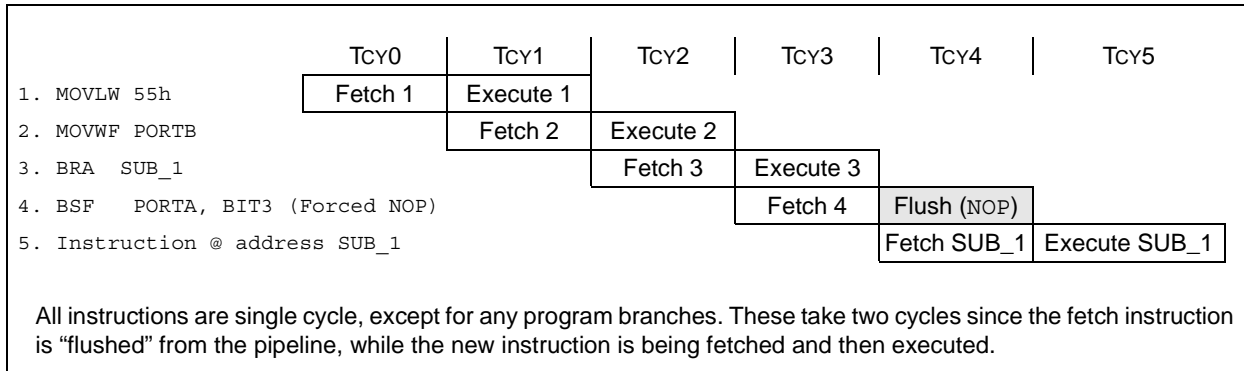 TCY0 TCY1 TCY2 TCY3 TCY4 TCY5
1. MOVLW 55h Fetch 1 Execute 1
2. MOVWF PORTB Fetch 2 Execute 2
3. BRA SUB_1 Fetch 3 Execute 3
4. BSF PORTA, BIT3 (Forced NOP) Fetch 4 Flush (NOP)
5. Instruction @ address SUB_1 Fetch SUB_1 Execute SUB_1
All instructions are single cycle, except for any program branches. These take two cycles since the fetch instruction
is “flushed” from the pipeline, while the new instruction is being fetched and then executed.